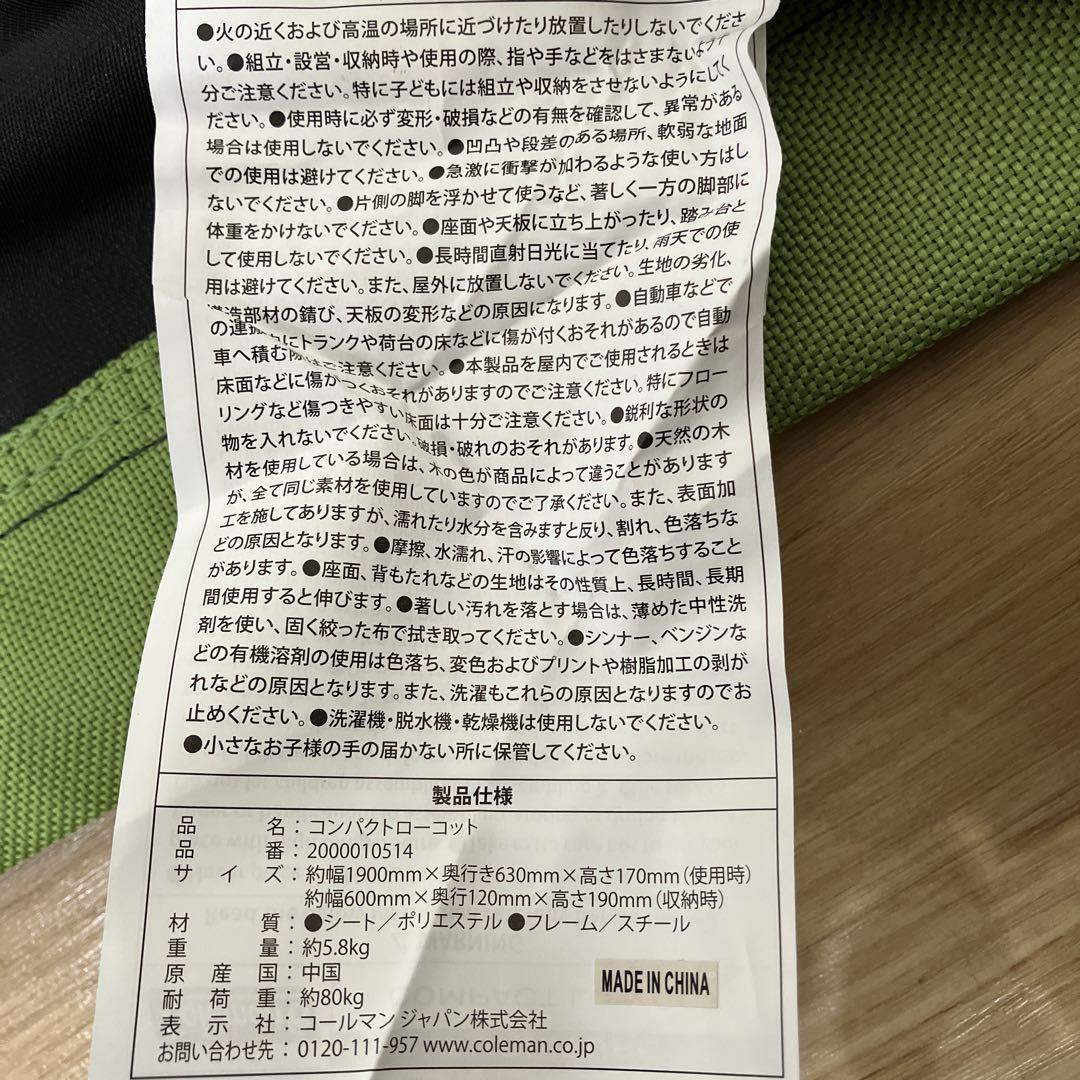 ●火の近くおよび高温の場所に近づけたり放置したりしないでくださ
い。●組立・設営・収納時や使用の際、指や手などをはさまないよう十
分ご注意ください。特に子どもには組立や収納をさせないようにしてく
ださい。●使用時に必ず変形・破損などの有無を確認して、異常がある
場合は使用しないでください。●凹凸や段差のある場所、軟弱な地面
での使用は避けてください。●急激に衝撃が加わるような使い方はし
ないでください。●片側の脚を浮かせて使うなど、著しく一方の脚部に
体重をかけないでください。●座面や天板に立ち上がったり、踏み台と
して使用しないでください。●長時間直射日光に当てたり、雨天での使
用は避けてください。また、屋外に放置しないでください。生地の劣化、
構造部材の錆び、天板の変形などの原因になります。●自動車などで
の運搬時にトランクや荷台の床などに傷が付くおそれがあるので自動
車へ積む際はご注意ください。●本製品を屋内でご使用されるときは
床面などに傷がつくおそれがありますのでご注意ください。特にフロー
リングなど傷つきやすい床面は十分ご注意ください。●鋭利な形状の
物を入れないでください。破損・破れのおそれがあります。●天然の木
材を使用している場合は、木の色が商品によって違うことがあります
が、全て同じ素材を使用していますのでご了承ください。また、表面加
工を施してありますが、濡れたり水分を含みますと反り、割れ、色落ちな
どの原因となります。●摩擦、水濡れ、汗の影響によって色落ちすること
があります。●座面、背もたれなどの生地はその性質上、長時間、長期
間使用すると伸びます。●著しい汚れを落とす場合は、薄めた中性洗
剤を使い、固く絞った布で拭き取ってください。●シンナー、ベンジンな
どの有機溶剤の使用は色落ち、変色およびプリントや樹脂加工の剥が
れなどの原因となります。また、洗濯もこれらの原因となりますのでお
止めください。●洗濯機・脱水機・乾燥機は使用しないでください。
●小さなお子様の手の届かない所に保管してください。
製品仕様
品名：コンパクトローコット
品番：2000010514
サイズ：約幅1900mm×奥行き630mm×高さ170mm（使用時）
約幅600mm×奥行120mm×高さ190mm（収納時）
材質：●シート／ポリエステル ●フレーム／スチール
重量：約5.8kg
原産国：中国
耐荷重：約80kg
MADE IN CHINA
表示社：コールマン ジャパン株式会社
お問い合わせ先：0120-111-957 www.coleman.co.jp